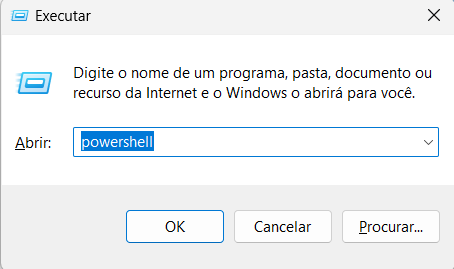 Executar
Digite o nome de um programa, pasta, documento ou
recurso da Internet e o Windows o abrirá para você.
Abrir: powershell
OK Cancelar Procurar...